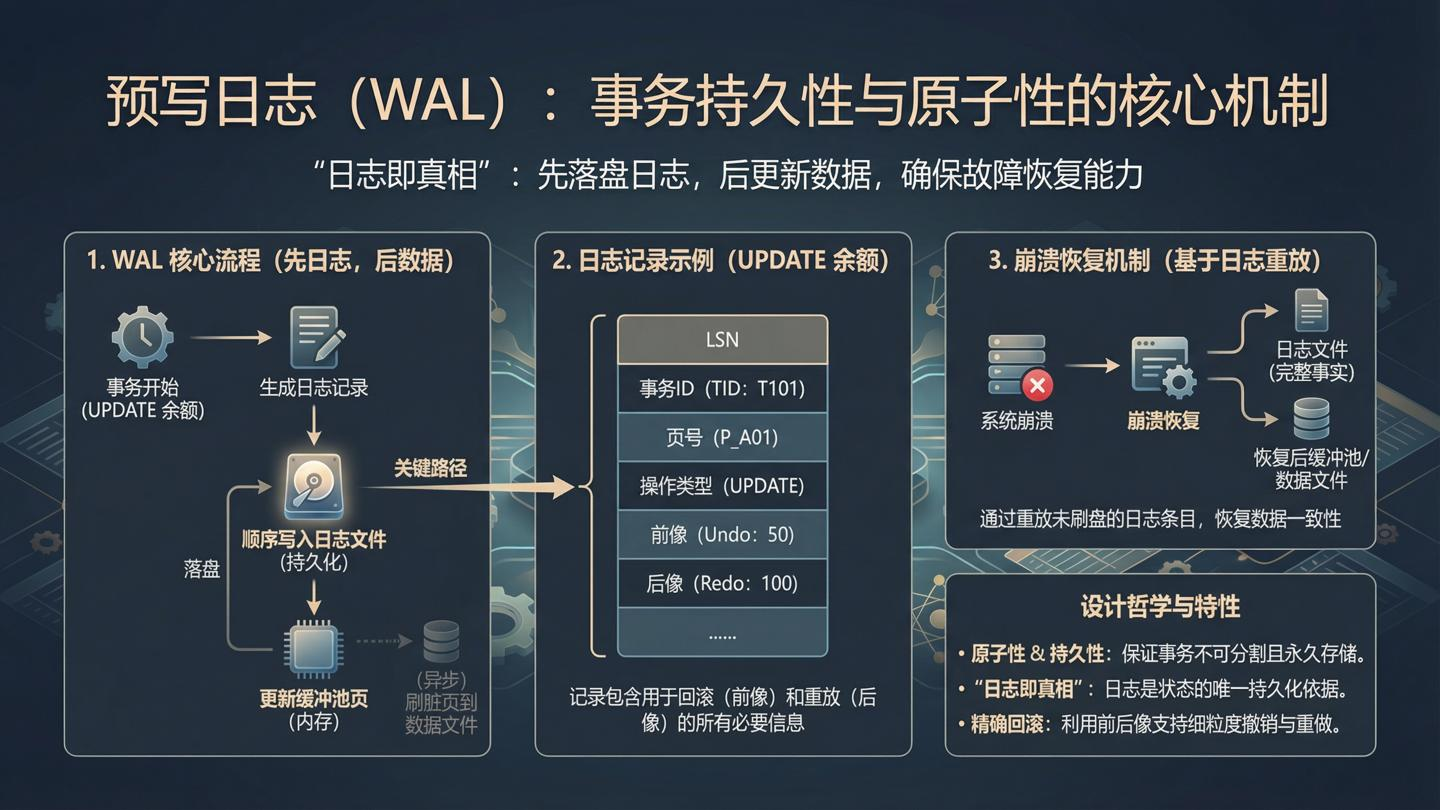 预写日志（WAL）：事务持久性与原子性的核心机制
“日志即真相”：先落盘日志，后更新数据，确保故障恢复能力
1. WAL 核心流程（先日志，后数据）
事务开始
(UPDATE 余额)
生成日志记录
关键路径
顺序写入日志文件
(持久化)
落盘
更新缓冲池页
(内存)
(异步)
刷脏页到
数据文件
2. 日志记录示例（UPDATE 余额）
LSN
事务ID（TID：T101）
页号（P_A01）
操作类型（UPDATE）
前像（Undo：50）
后像（Redo：100）
......
记录包含用于回滚（前像）和重放（后
像）的所有必要信息
3. 崩溃恢复机制（基于日志重放）
系统崩溃
崩溃恢复
日志文件
(完整事实)
恢复后缓冲池/
数据文件
通过重放未刷盘的日志条目，恢复数据一致性
设计哲学与特性
• 原子性 & 持久性：保证事务不可分割且永久存储。
• “日志即真相”：日志是状态的唯一持久化依据。
• 精确回滚：利用前后像支持细粒度撤销与重做。